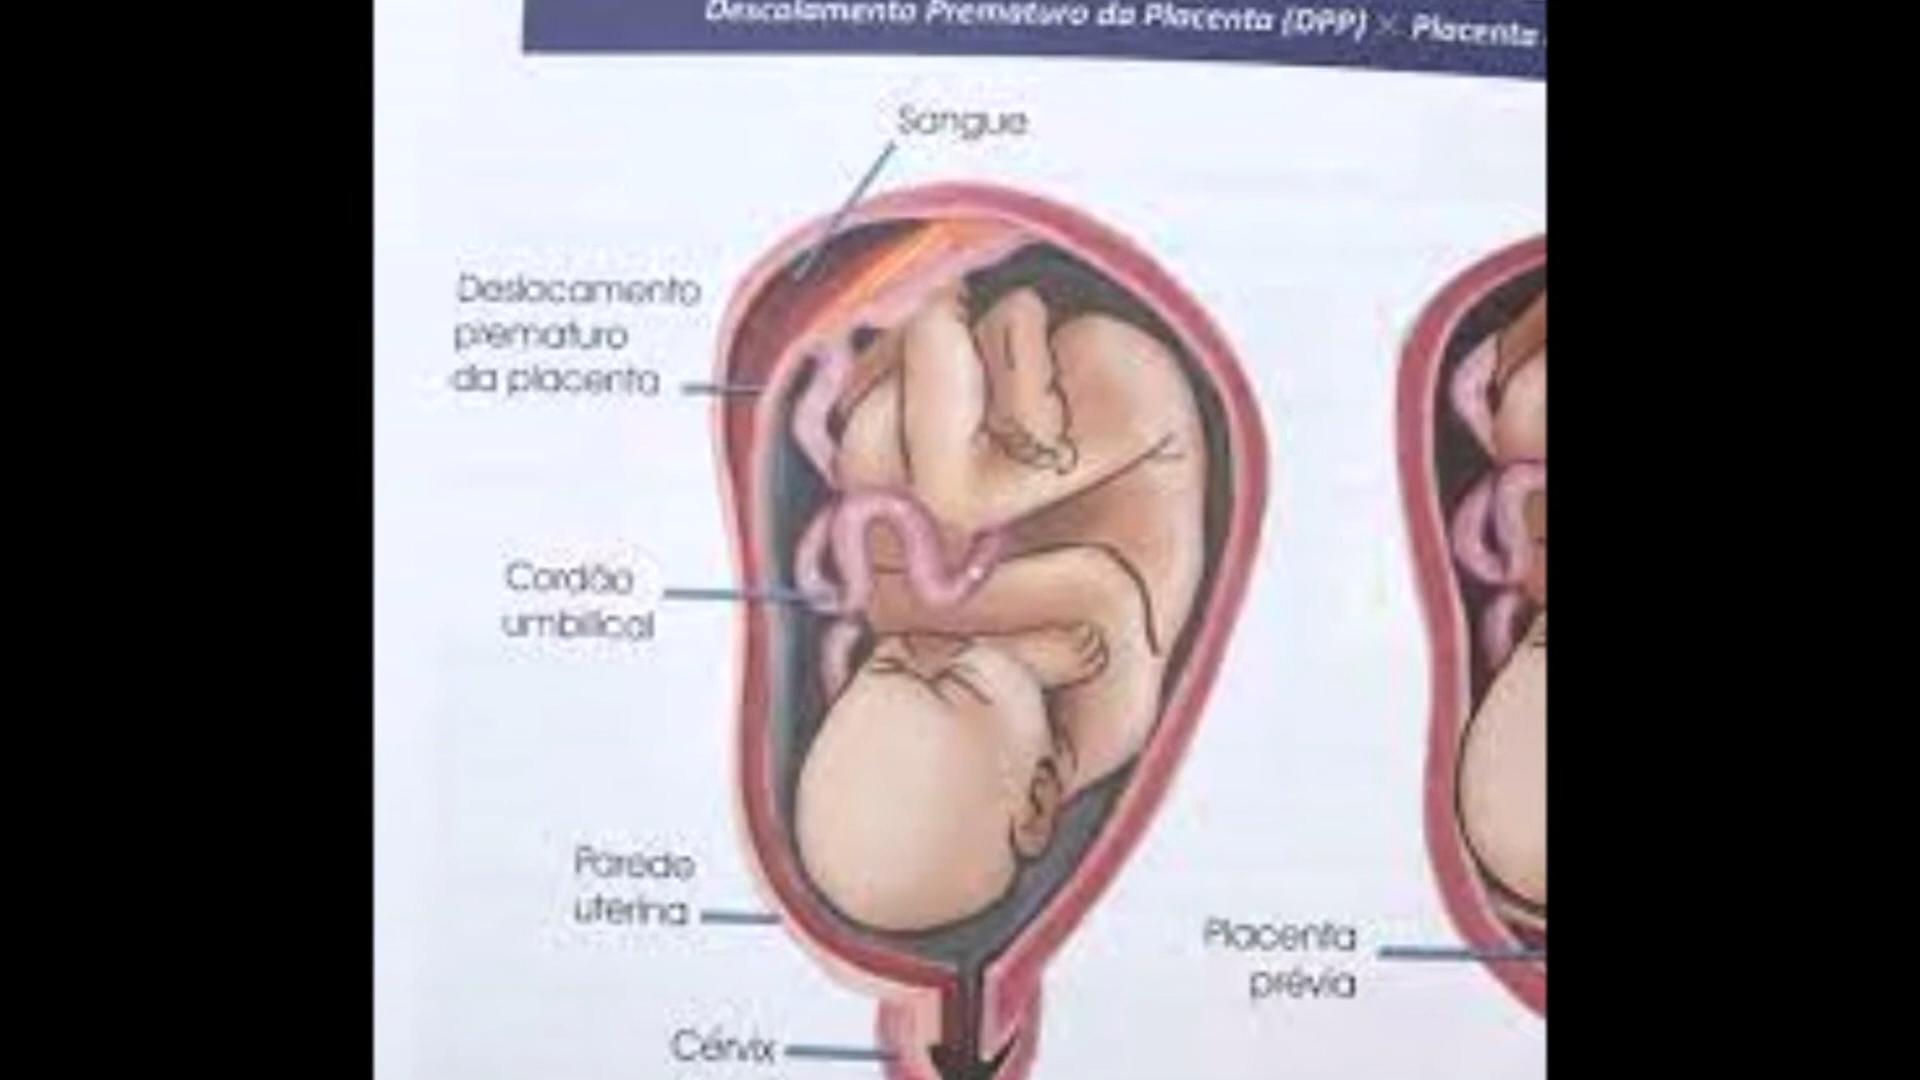 Descolamento Prematuro da Placenta (DPP) × Placenta
Sangue
Deslocamento
prematuro
da placenta
Cordão
umbilical
Parede
uterina
Placenta
prévia
Cérvix